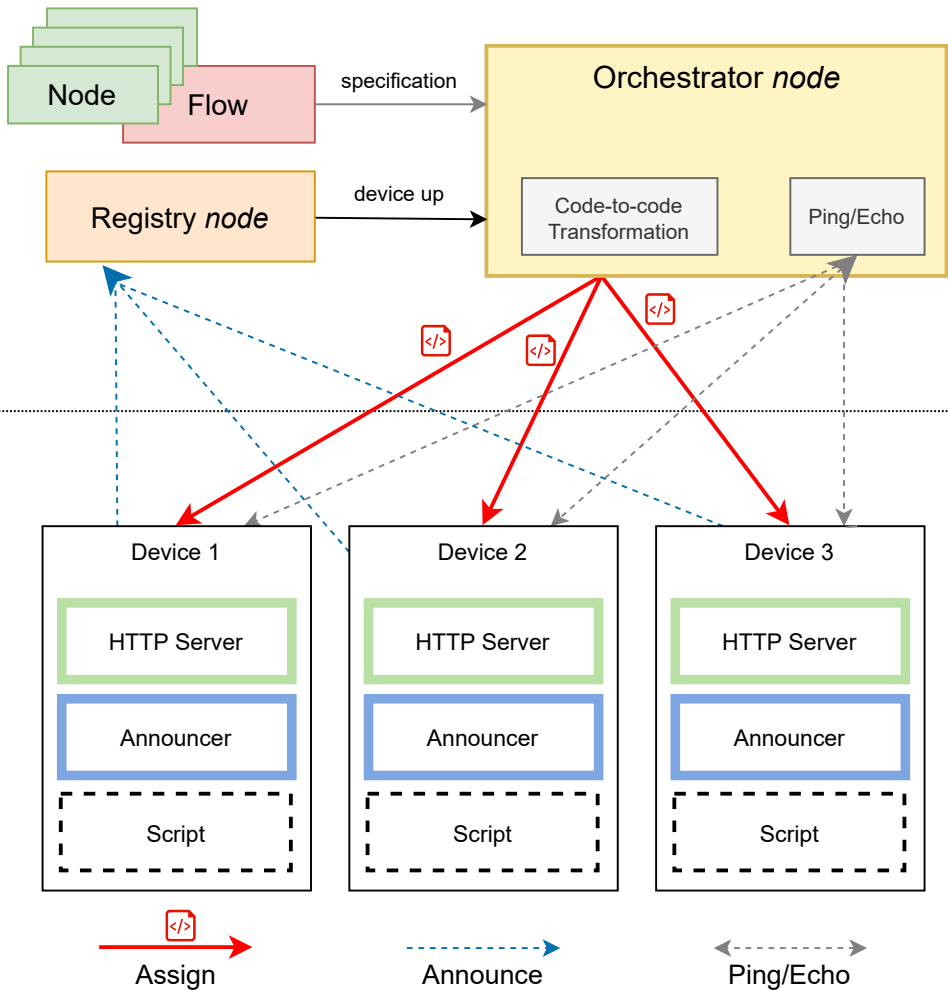 Node
Flow
specification
Orchestrator node
Registry node
device up
Code-to-code
Transformation
Ping/Echo
</>
</>
</>
Device 1
Device 2
Device 3
HTTP Server
HTTP Server
HTTP Server
Announcer
Announcer
Announcer
Script
Script
Script
</>
Assign
Announce
Ping/Echo